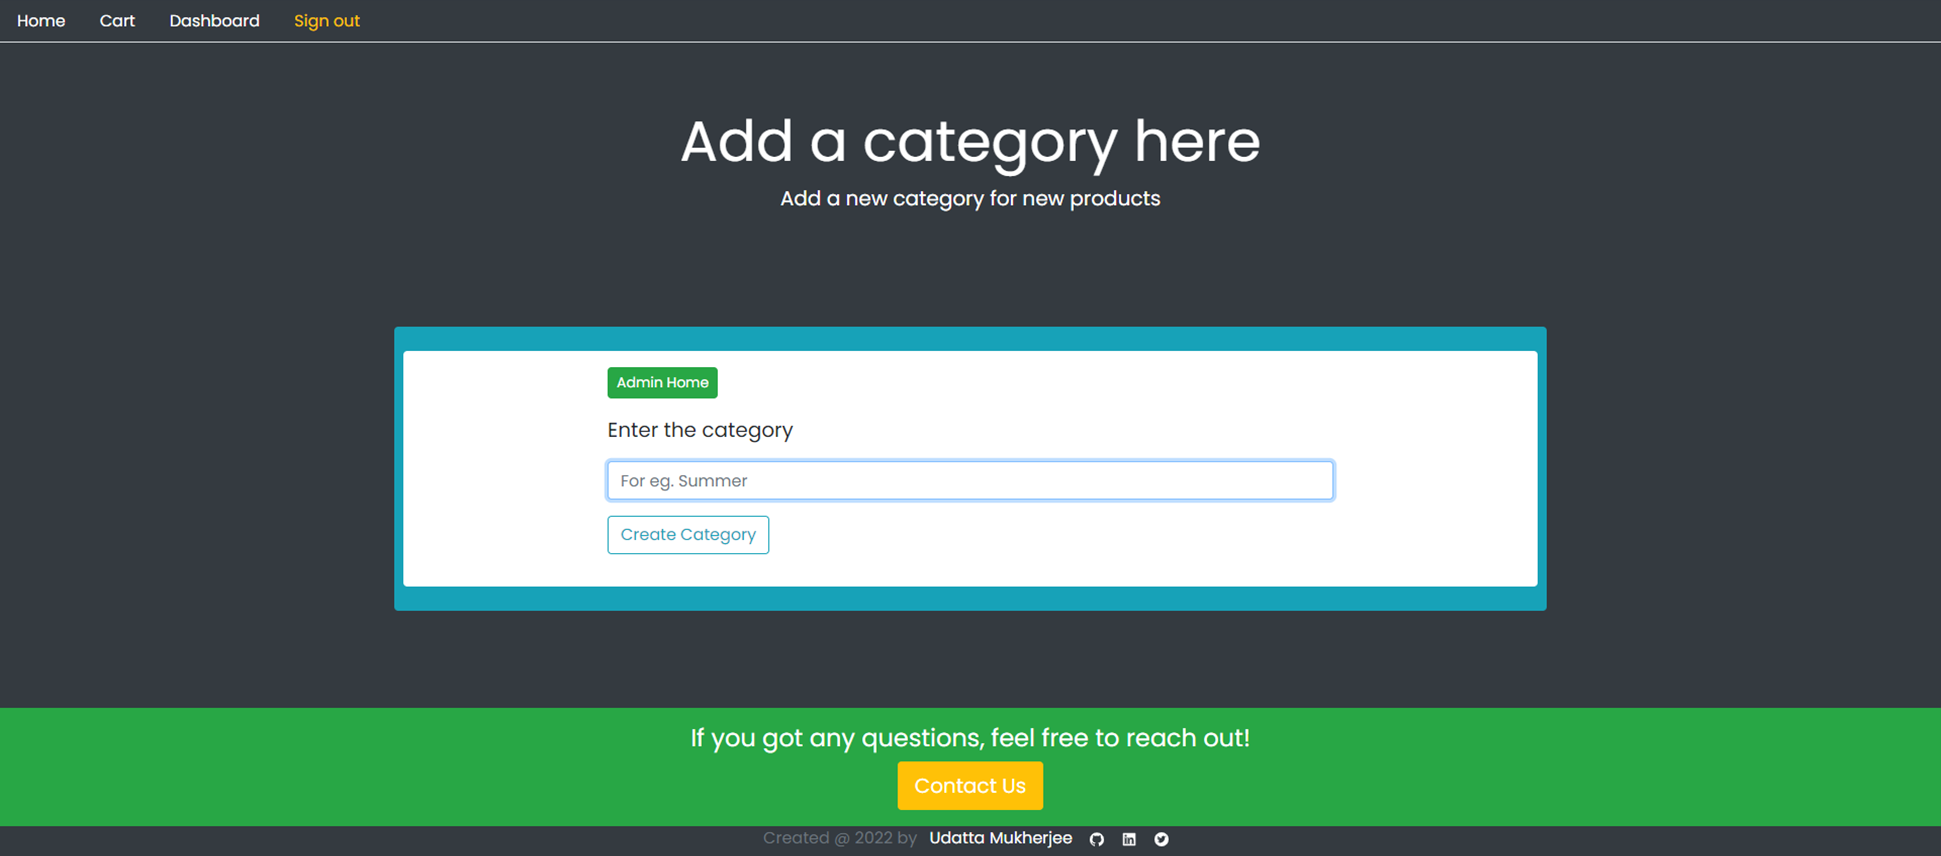 Home Cart Dashboard Sign out
Add a category here
Add a new category for new products
Admin Home
Enter the category
For eg. Summer
Create Category
If you got any questions, feel free to reach out!
Contact Us
Created @ 2022 by Udatta Mukherjee